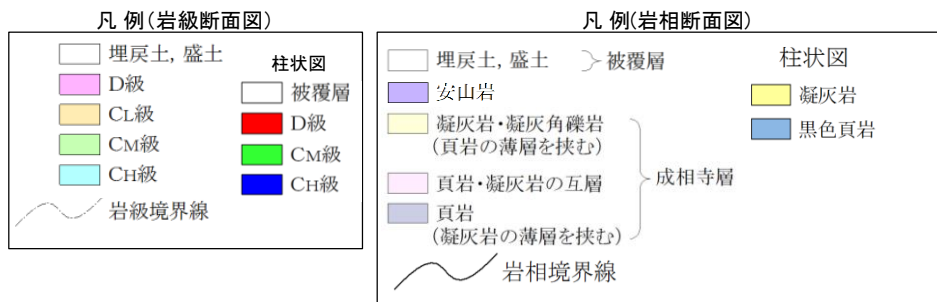 凡 例(岩級断面図)
埋戻土, 盛土
D級
CL級
CM級
CH級
岩級境界線
柱状図
被覆層
D級
CM級
CH級
凡 例(岩相断面図)
埋戻土, 盛土
被覆層
安山岩
凝灰岩・凝灰角礫岩
(頁岩の薄層を挟む)
頁岩・凝灰岩の互層
頁岩
(凝灰岩の薄層を挟む)
成相寺層
岩相境界線
柱状図
凝灰岩
黒色頁岩